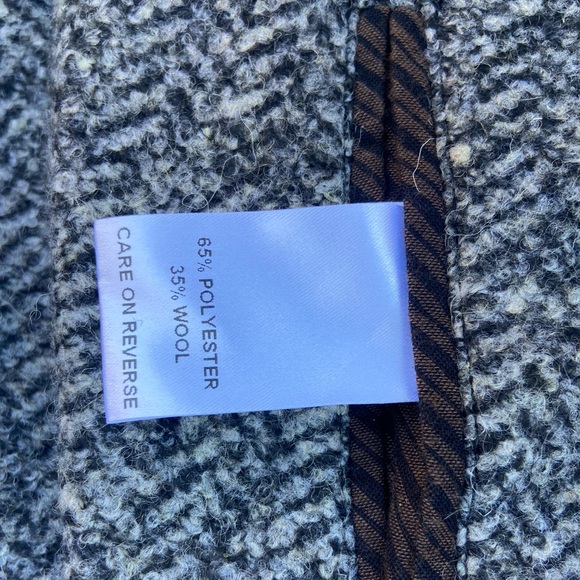 65% POLYESTER
35% WOOL
CARE ON REVERSE